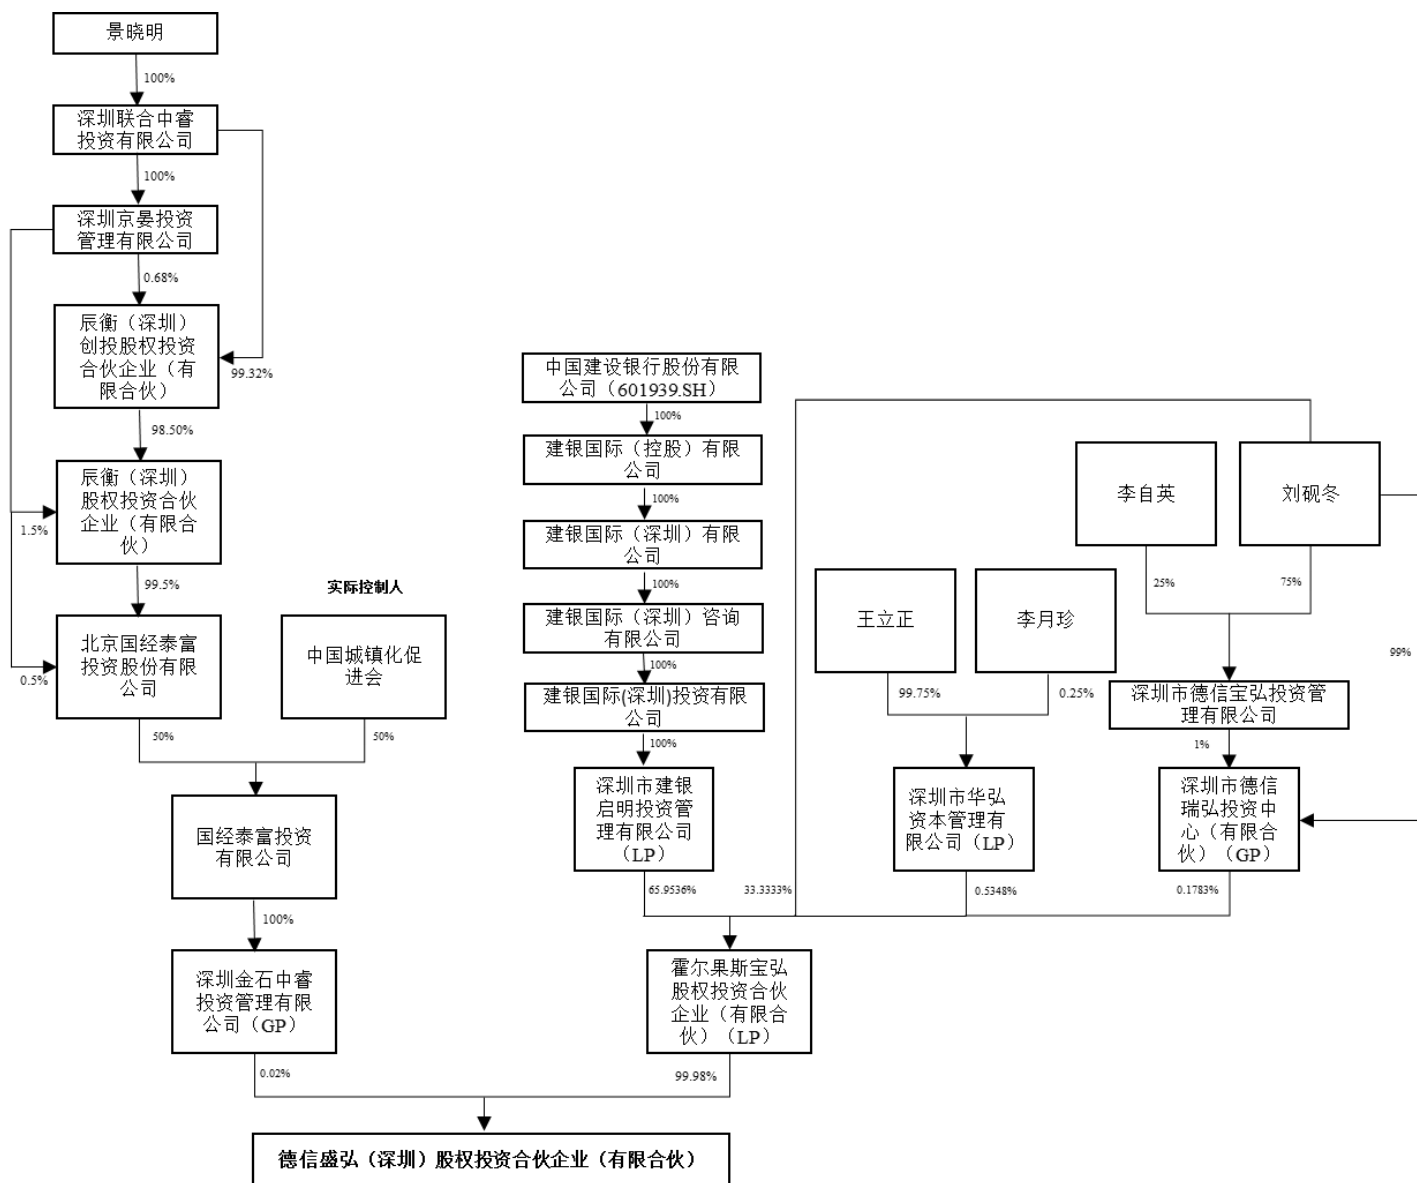 景晓明
100%
深圳联合中睿
投资有限公司
100%
深圳京晏投资
管理有限公司
0.68%
辰衡（深圳）
创投股权投资
合伙企业（有
限合伙）
99.32%
98.50%
辰衡（深圳）
股权投资合伙
企业（有限合
伙）
1.5%
99.5%
北京国经泰富
投资股份有限
公司
0.5%
实际控制人
中国城镇化促
进会
50%
50%
国经泰富投资
有限公司
100%
深圳金石中睿
投资管理有限
公司（GP）
0.02%
中国建设银行股份有限
公司（601939.SH）
100%
建银国际（控股）有限
公司
100%
建银国际（深圳）有限
公司
100%
建银国际（深圳）咨询
有限公司
100%
建银国际(深圳)投资有限
公司
100%
深圳市建银
启明投资管
理有限公司
（LP）
65.9536%
33.3333%
王立正
李月珍
99.75%
0.25%
深圳市华弘
资本管理有
限公司（LP）
0.5348%
李自英
刘砚冬
25%
75%
99%
深圳市德信宝弘投资管
理有限公司
1%
深圳市德信
瑞弘投资中
心（有限合
伙）（GP）
0.1783%
霍尔果斯宝弘
股权投资合伙
企业（有限合
伙）（LP）
99.98%
德信盛弘（深圳）股权投资合伙企业（有限合伙）